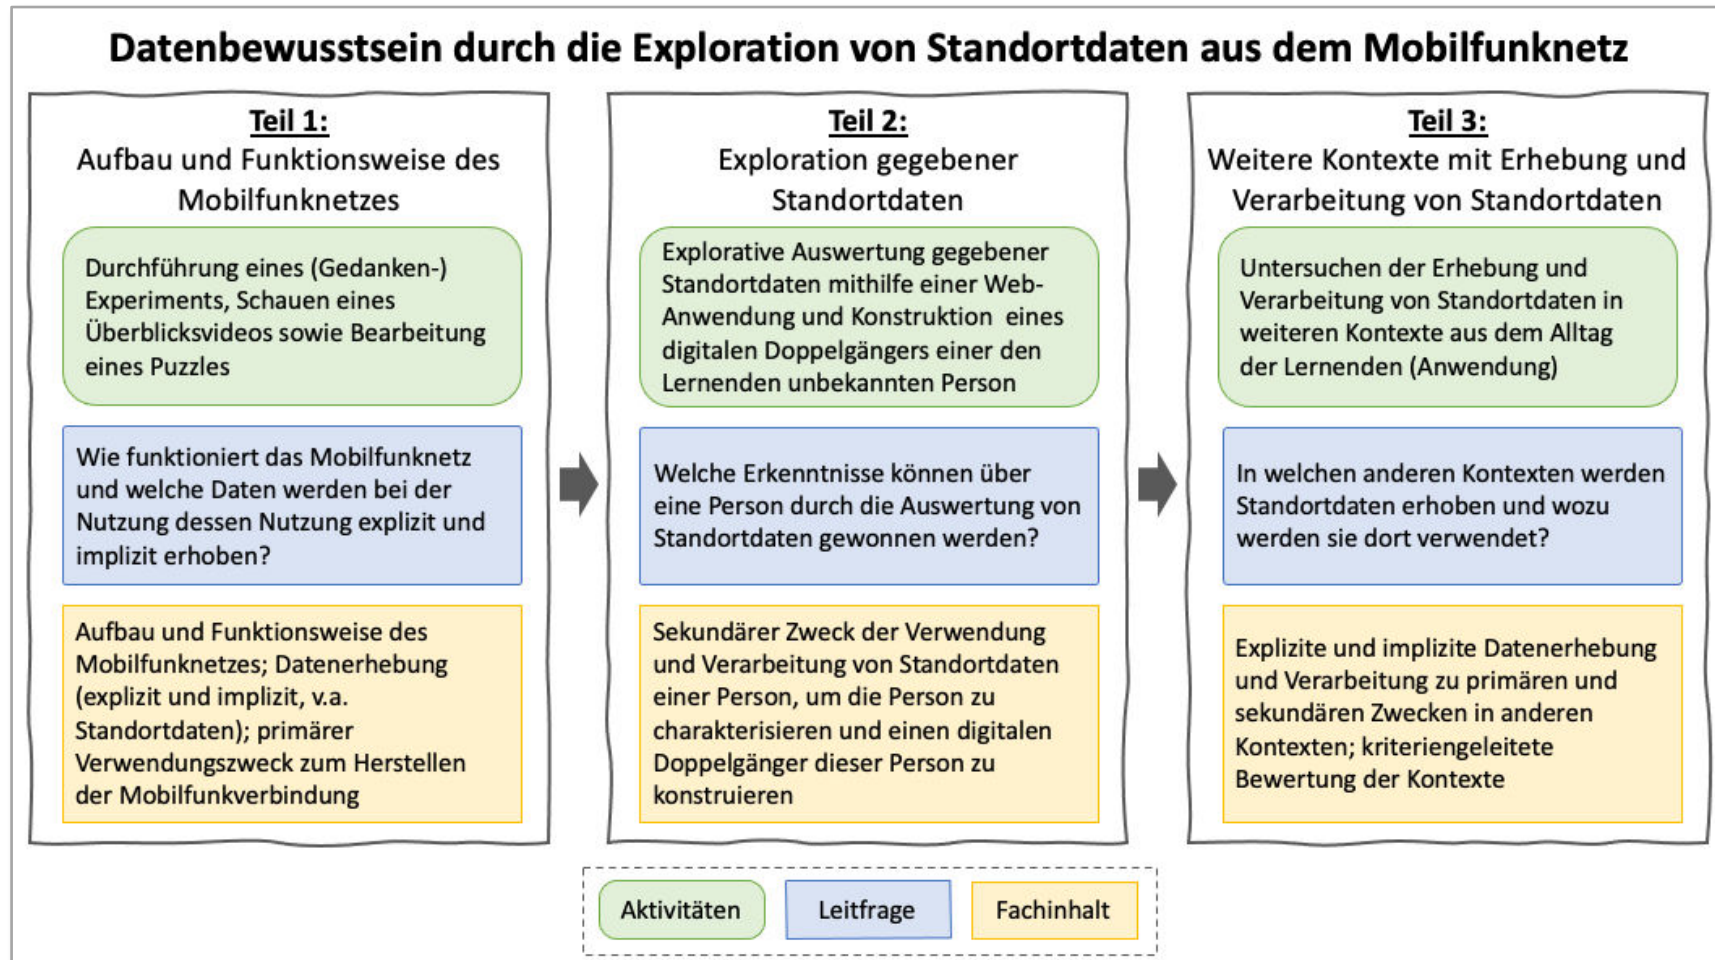 Datenbewusstsein durch die Exploration von Standortdaten aus dem Mobilfunknetz
Teil 1:
Aufbau und Funktionsweise des
Mobilfunknetzes
Durchführung eines (Gedanken-)
Experiments, Schauen eines
Überblicksvideos sowie Bearbeitung
eines Puzzles
Wie funktioniert das Mobilfunknetz
und welche Daten werden bei der
Nutzung dessen Nutzung explizit und
implizit erhoben?
Aufbau und Funktionsweise des
Mobilfunknetzes; Datenerhebung
(explizit und implizit, v.a.
Standortdaten); primärer
Verwendungszweck zum Herstellen
der Mobilfunkverbindung
Teil 2:
Exploration gegebener
Standortdaten
Explorative Auswertung gegebener
Standortdaten mithilfe einer Web-
Anwendung und Konstruktion eines
digitalen Doppelgängers einer den
Lernenden unbekannten Person
Welche Erkenntnisse können über
eine Person durch die Auswertung von
Standortdaten gewonnen werden?
Sekundärer Zweck der Verwendung
und Verarbeitung von Standortdaten
einer Person, um die Person zu
charakterisieren und einen digitalen
Doppelgänger dieser Person zu
konstruieren
Teil 3:
Weitere Kontexte mit Erhebung und
Verarbeitung von Standortdaten
Untersuchen der Erhebung und
Verarbeitung von Standortdaten in
weiteren Kontexte aus dem Alltag
der Lernenden (Anwendung)
In welchen anderen Kontexten werden
Standortdaten erhoben und wozu
werden sie dort verwendet?
Explizite und implizite Datenerhebung
und Verarbeitung zu primären und
sekundären Zwecken in anderen
Kontexten; kriteriengeleitete
Bewertung der Kontexte
Aktivitäten
Leitfrage
Fachinhalt